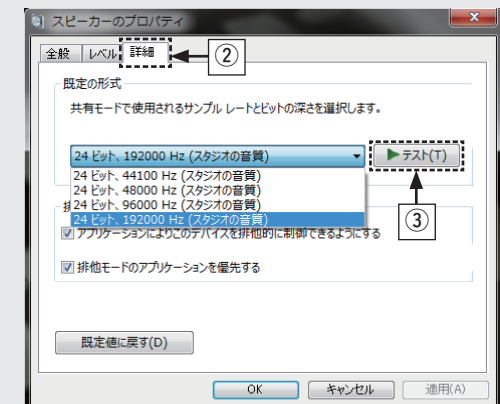 スピーカーのプロパティ
全般 レベル 詳細
②
既定の形式
共有モードで使用されるサンプル レートとビットの深さを選択します。
24 ビット、192000 Hz (スタジオの音質)
▶テスト(T)
24 ビット、44100 Hz (スタジオの音質)
24 ビット、48000 Hz (スタジオの音質)
24 ビット、96000 Hz (スタジオの音質)
24 ビット、192000 Hz (スタジオの音質)
③
アプリケーションによりこのデバイスを排他的に制御できるようにする
排他モードのアプリケーションを優先する
既定値に戻す(D)
OK キャンセル 適用(A)